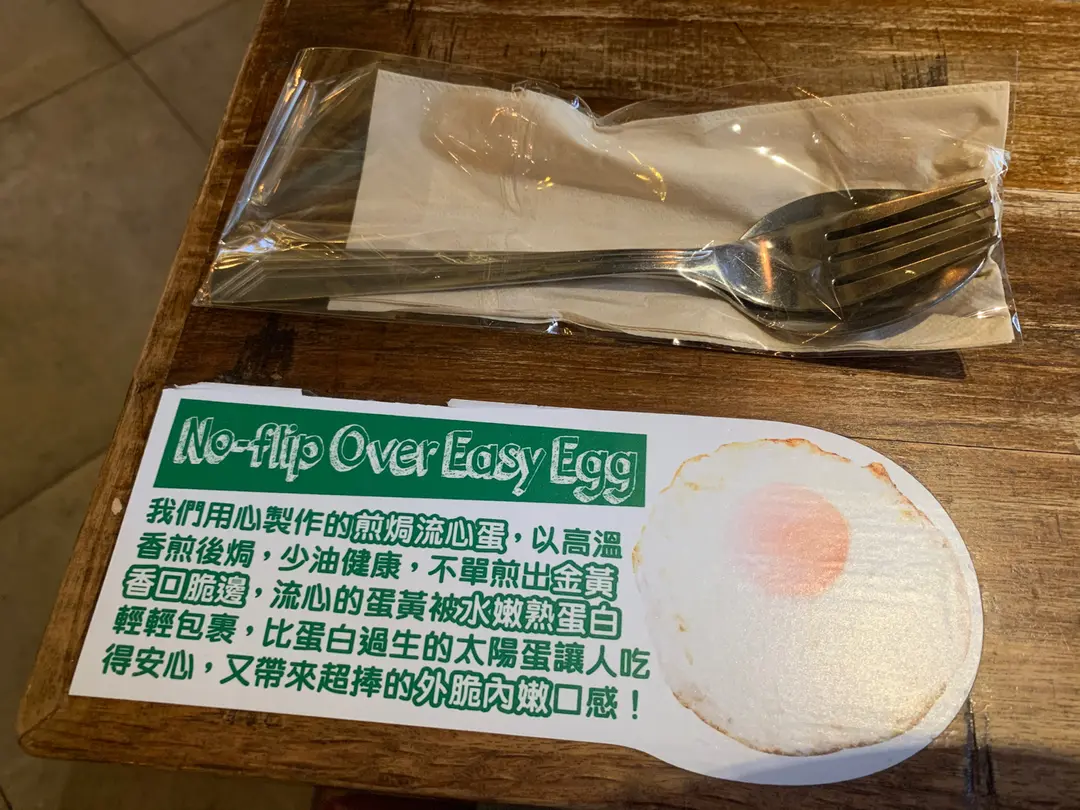 No-flip Over Easy Egg
我們用心製作的煎焗流心蛋，以高溫
香煎後焗，少油健康，不單煎出金黃
香口脆邊，流心的蛋黃被水嫩熟蛋白
輕輕包裹，比蛋白過生的太陽蛋讓人吃
得安心，又帶來超捧的外脆內嫩口感！